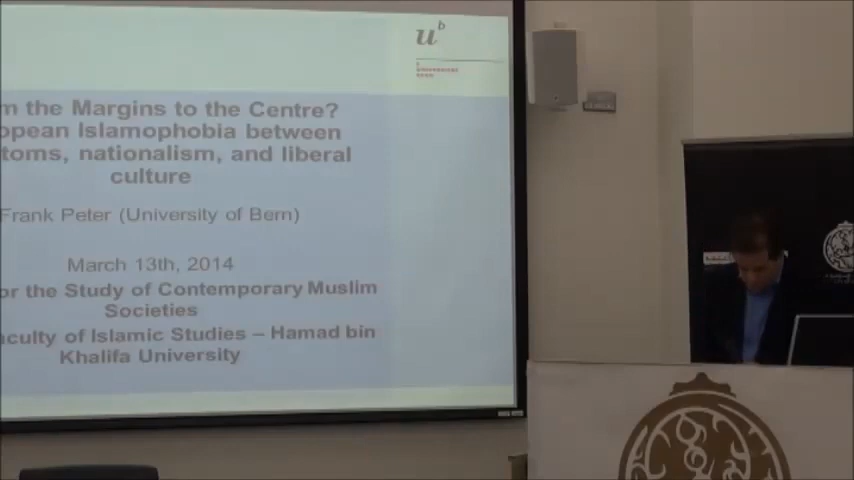 u^b
m the Margins to the Centre?
opean Islamophobia between
toms, nationalism, and liberal
culture
Frank Peter (University of Bern)
March 13th, 2014
or the Study of Contemporary Muslim
Societies
aculty of Islamic Studies – Hamad bin
Khalifa University